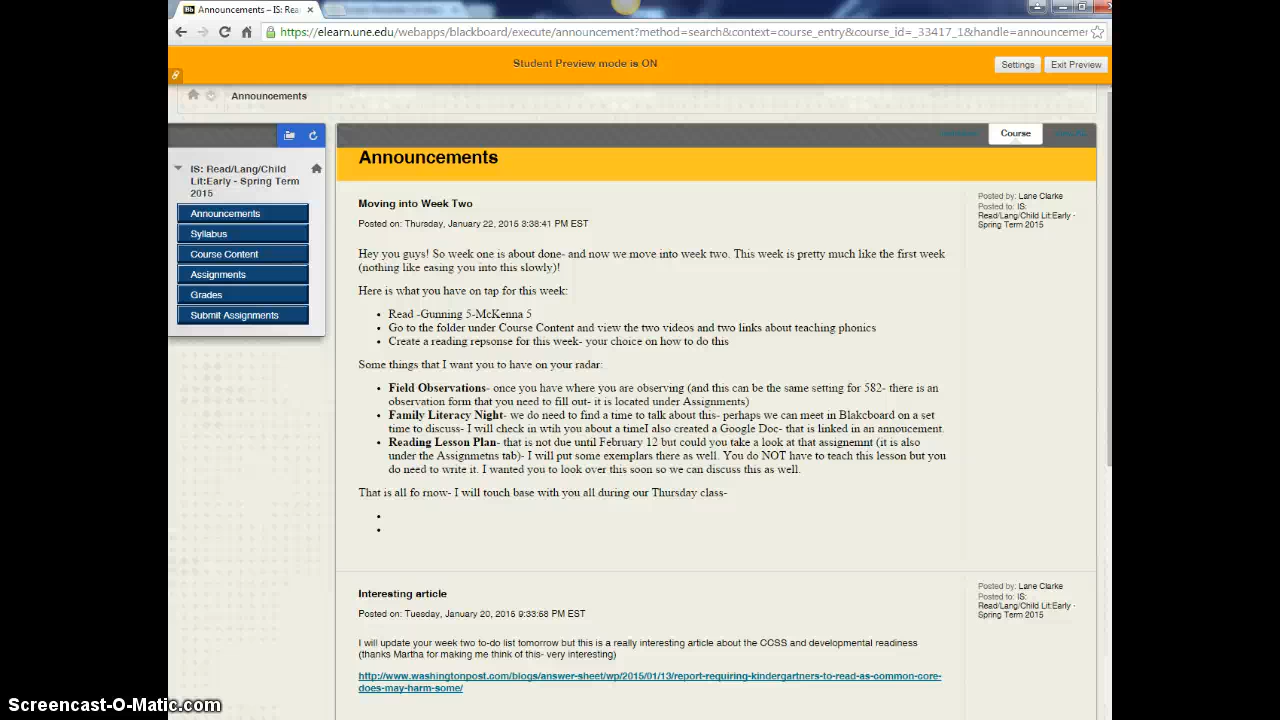 Announcements – IS: Rea
https://elearn.une.edu/webapps/blackboard/execute/announcement?method=search&context=course_entry&course_id=_33417_1&handle=announcemer
Student Preview mode is ON
Settings
Exit Preview
Announcements
Course
IS: Read/Lang/Child
Lit:Early - Spring Term
2015
Announcements
Syllabus
Course Content
Assignments
Grades
Submit Assignments
Announcements
Moving into Week Two
Posted on: Thursday, January 22, 2015 3:38:41 PM EST
Posted by: Lane Clarke
Posted to: IS:
Read/Lang/Child Lit:Early -
Spring Term 2015
Hey you guys! So week one is about done- and now we move into week two. This week is pretty much like the first week
(nothing like easing you into this slowly)!
Here is what you have on tap for this week:
• Read -Gunning 5-McKenna 5
• Go to the folder under Course Content and view the two videos and two links about teaching phonics
• Create a reading repsonse for this week- your choice on how to do this
Some things that I want you to have on your radar:
• Field Observations- once you have where you are observing (and this can be the same setting for 582- there is an
observation form that you need to fill out- it is located under Assignments)
• Family Literacy Night- we do need to find a time to talk about this- perhaps we can meet in Blakcboard on a set
time to discuss- I will check in wtih you about a timeI also created a Google Doc- that is linked in an annoucement.
• Reading Lesson Plan- that is not due until February 12 but could you take a look at that assignemnt (it is also
under the Assignmetns tab)- I will put some exemplars there as well. You do NOT have to teach this lesson but you
do need to write it. I wanted you to look over this soon so we can discuss this as well.
That is all fo rnow- I will touch base with you all during our Thursday class-
•
•
Interesting article
Posted on: Tuesday, January 20, 2015 9:33:58 PM EST
Posted by: Lane Clarke
Posted to: IS:
Read/Lang/Child Lit:Early -
Spring Term 2015
I will update your week two to-do list tomorrow but this is a really interesting article about the CCSS and developmental readiness
(thanks Martha for making me think of this- very interesting)
http://www.washingtonpost.com/blogs/answer-sheet/wp/2015/01/13/report-requiring-kindergartners-to-read-as-common-core-
does-may-harm-some/
Screencast-O-Matic.com